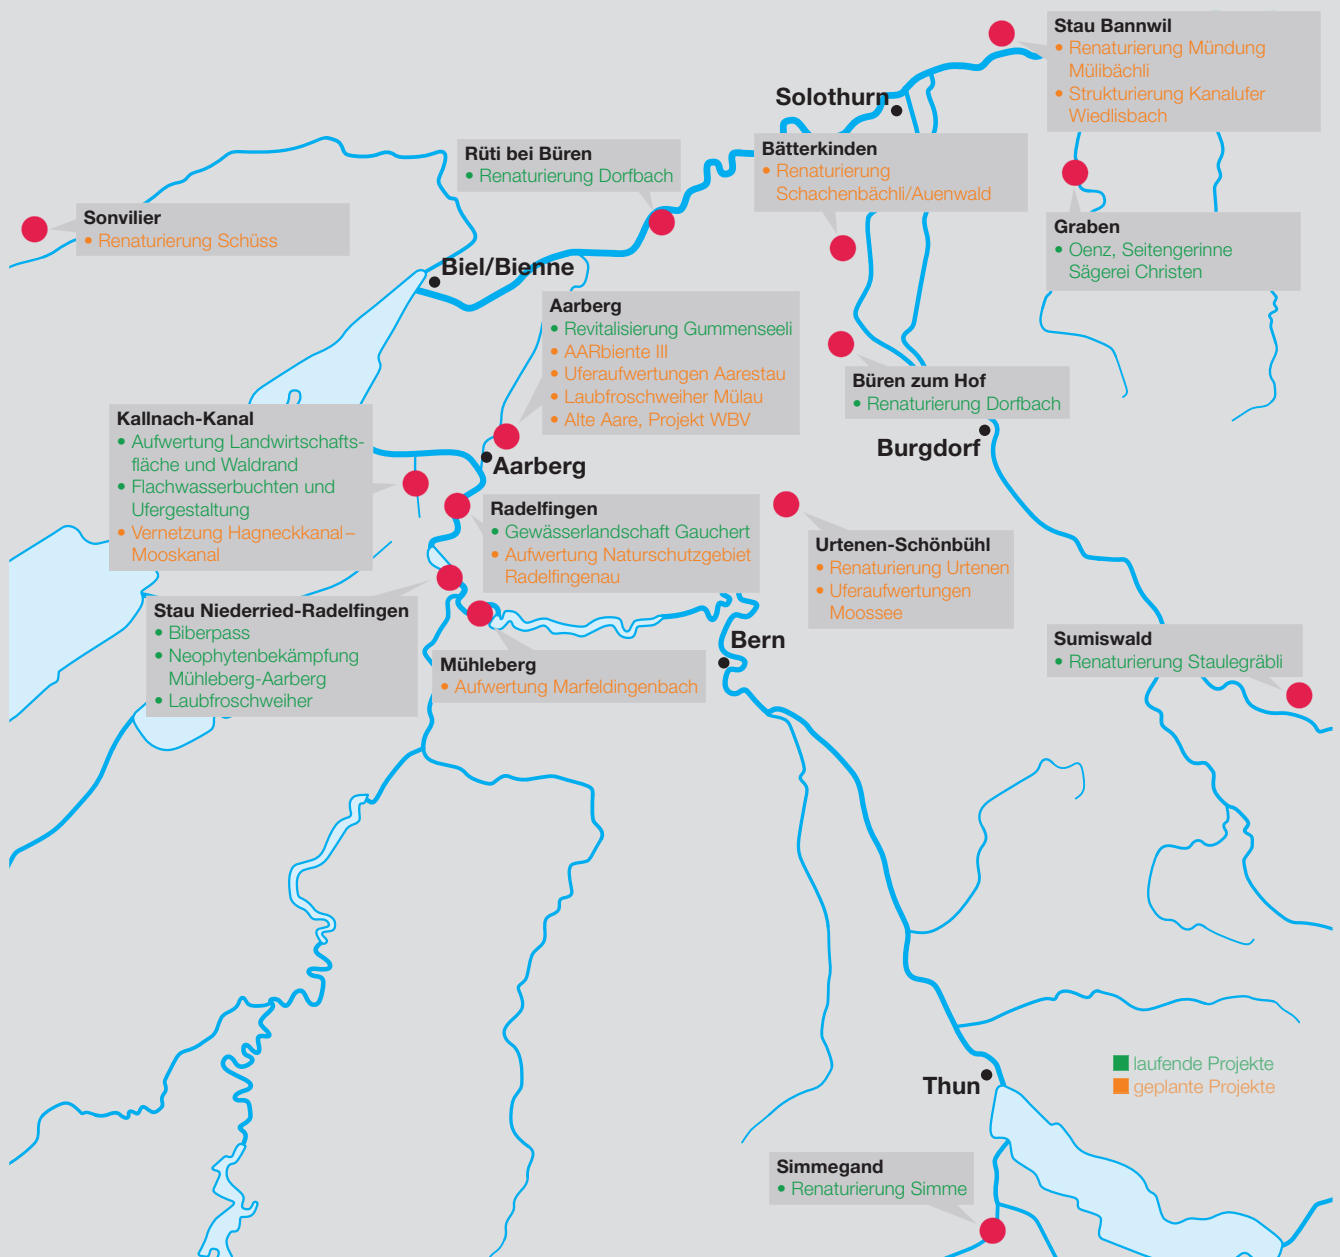 Stau Bannwil
• Renaturierung Mündung
Mülibächli
• Strukturierung Kanalufer
Wiedlisbach
Solothurn
Rüti bei Büren
• Renaturierung Dorfbach
Bätterkinden
• Renaturierung
Schachenbächli/Auenwald
Sonvilier
• Renaturierung Schüss
Graben
• Oenz, Seitengerinne
Sägerei Christen
Biel/Bienne
Aarberg
• Revitalisierung Gummenseeli
• AARbiente III
• Uferaufwertungen Aarestau
• Laubfroschweiher Mülau
• Alte Aare, Projekt WBV
Büren zum Hof
• Renaturierung Dorfbach
Kallnach-Kanal
• Aufwertung Landwirtschafts-
fläche und Waldrand
• Flachwasserbuchten und
Ufergestaltung
• Vernetzung Hagneckkanal–
Mooskanal
Burgdorf
Aarberg
Radelfingen
• Gewässerlandschaft Gauchert
• Aufwertung Naturschutzgebiet
Radelfingenau
Urtenen-Schönbühl
• Renaturierung Urtenen
• Uferaufwertungen
Moossee
Stau Niederried-Radelfingen
• Biberpass
• Neophytenbekämpfung
Mühleberg-Aarberg
• Laubfroschweiher
Bern
Sumiswald
• Renaturierung Staulegräbli
Mühleberg
• Aufwertung Marfeldingenbach
laufende Projekte
geplante Projekte
Thun
Simmegand
• Renaturierung Simme